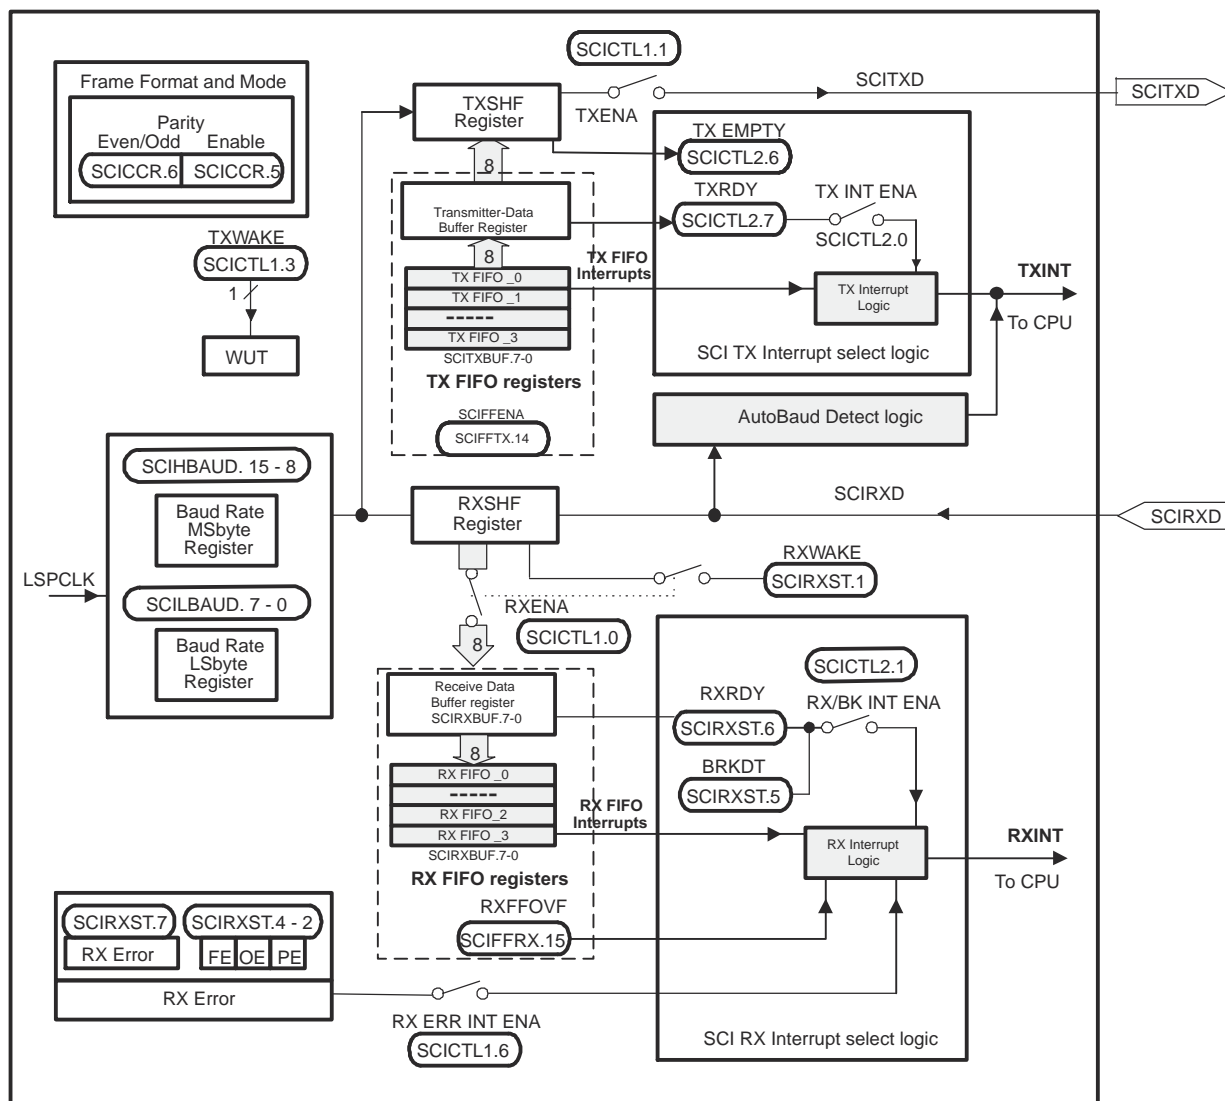 SCICTL1.1
SCITXD
SCITXD
TXENA
Frame Format and Mode
Parity
Even/Odd Enable
SCICCR.6 SCICCR.5
TXSHF
Register
8
Transmitter-Data
Buffer Register
8
TX FIFO _0
TX FIFO _1
-----
TX FIFO _3
SCITXBUF.7-0
TX FIFO registers
SCIFFENA
SCIFFTX.14
TX FIFO
Interrupts
TX EMPTY
SCICTL2.6
TXRDY
SCICTL2.7
TX INT ENA
SCICTL2.0
TX Interrupt
Logic
SCI TX Interrupt select logic
TXINT
To CPU
TXWAKE
SCICTL1.3
1
WUT
AutoBaud Detect logic
SCIHBAUD. 15 - 8
Baud Rate
MSbyte
Register
LSPCLK
SCILBAUD. 7 - 0
Baud Rate
LSbyte
Register
RXSHF
Register
SCIRXD
SCIRXD
RXWAKE
SCIRXST.1
RXENA
SCICTL1.0
8
Receive Data
Buffer register
SCIRXBUF.7-0
8
RX FIFO _0
-----
RX FIFO_2
RX FIFO _3
SCIRXBUF.7-0
RX FIFO registers
RXFFOVF
SCIFFRX.15
RX FIFO
Interrupts
SCICTL2.1
RXRDY
RX/BK INT ENA
SCIRXST.6
BRKDT
SCIRXST.5
RX Interrupt
Logic
SCI RX Interrupt select logic
RXINT
To CPU
SCIRXST.7 SCIRXST.4 - 2
RX Error FE OE PE
RX Error
RX ERR INT ENA
SCICTL1.6